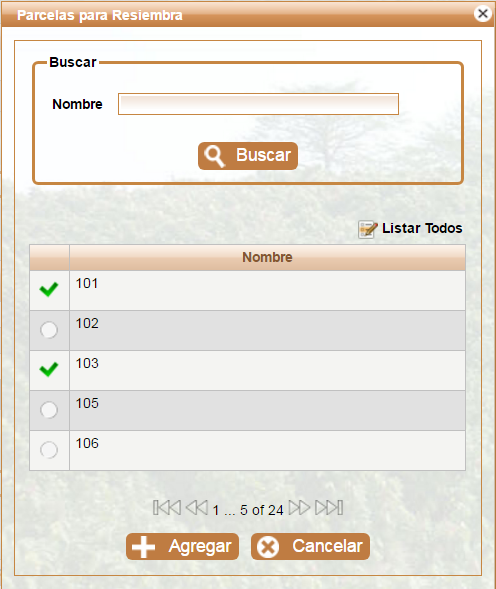 Parcelas para Resiembra
Buscar
Nombre
Buscar
Listar Todos
Nombre
101
102
103
105
106
1 ... 5 of 24
Agregar Cancelar